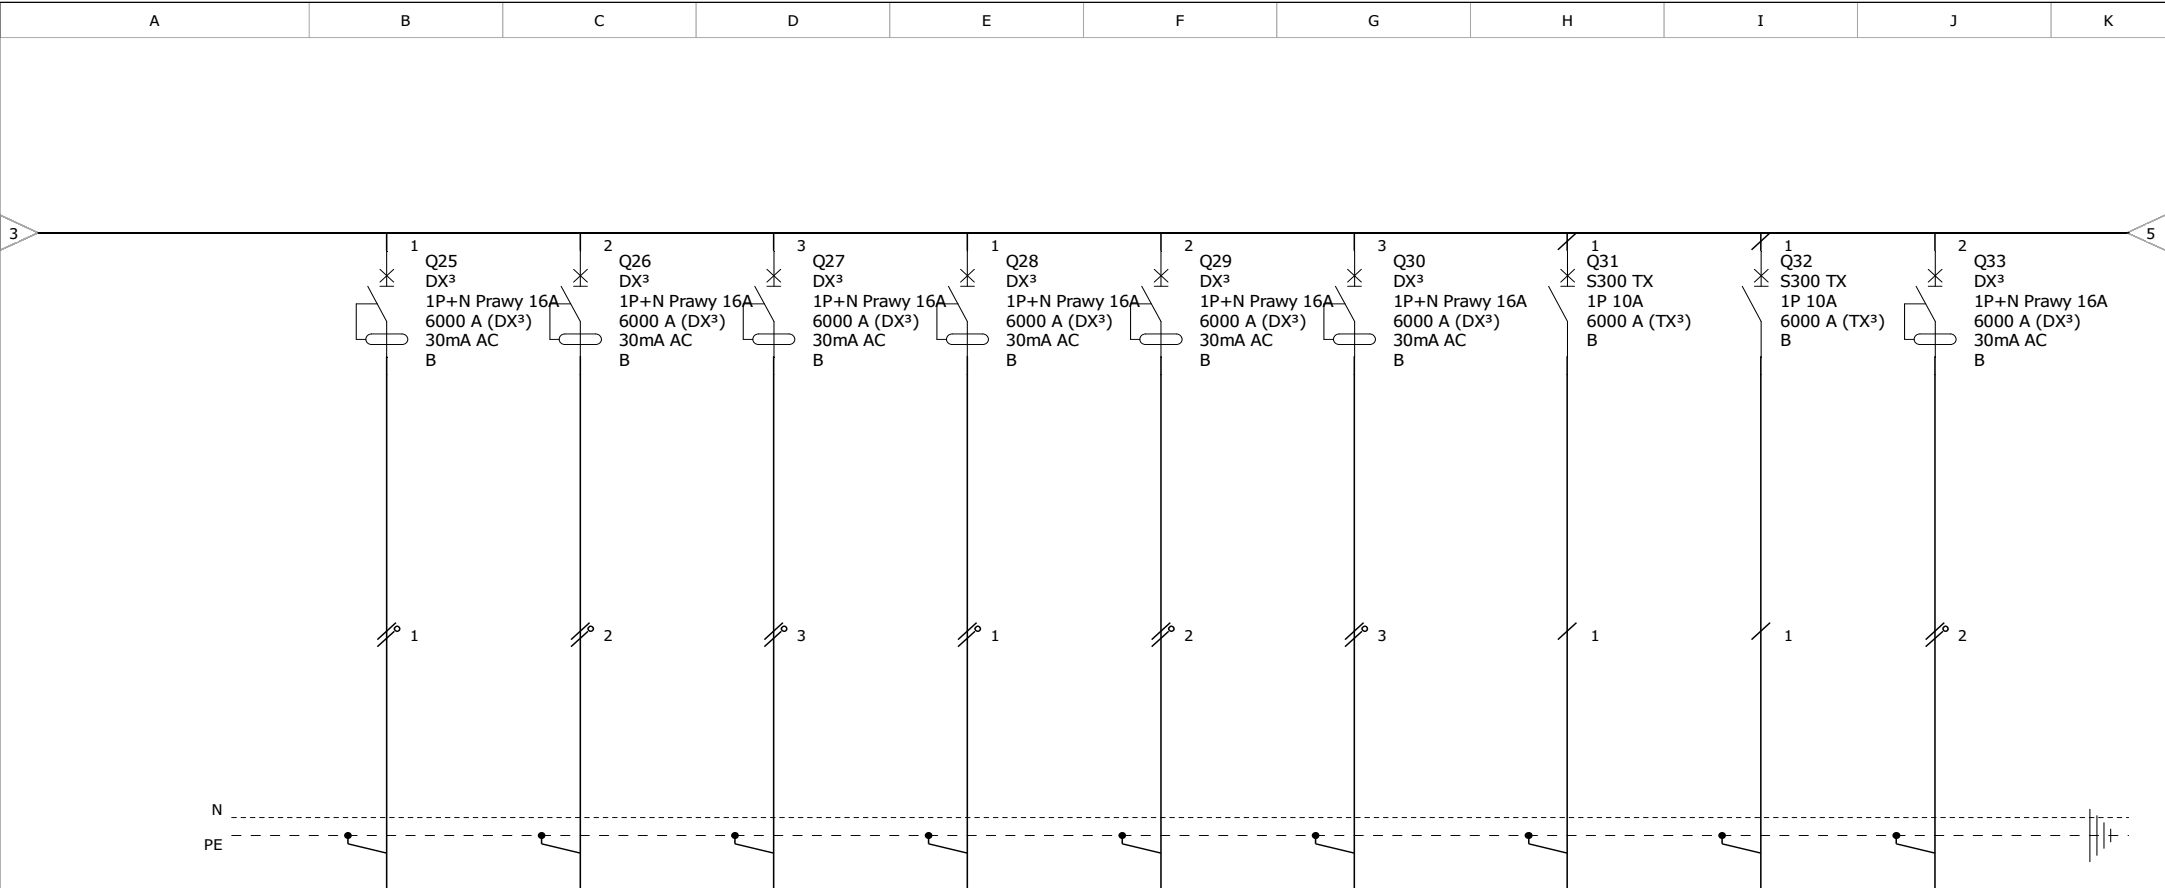 A B C D E F G H I J K
3
5
1
Q25
DX³
1P+N Prawy 16A
6000 A (DX³)
30mA AC
B
2
Q26
DX³
1P+N Prawy 16A
6000 A (DX³)
30mA AC
B
3
Q27
DX³
1P+N Prawy 16A
6000 A (DX³)
30mA AC
B
1
Q28
DX³
1P+N Prawy 16A
6000 A (DX³)
30mA AC
B
2
Q29
DX³
1P+N Prawy 16A
6000 A (DX³)
30mA AC
B
3
Q30
DX³
1P+N Prawy 16A
6000 A (DX³)
30mA AC
B
1
Q31
S300 TX
1P 10A
6000 A (TX³)
B
1
Q32
S300 TX
1P 10A
6000 A (TX³)
B
2
Q33
DX³
1P+N Prawy 16A
6000 A (DX³)
30mA AC
B
1 2 3 1 2 3 1 1 2
N
PE